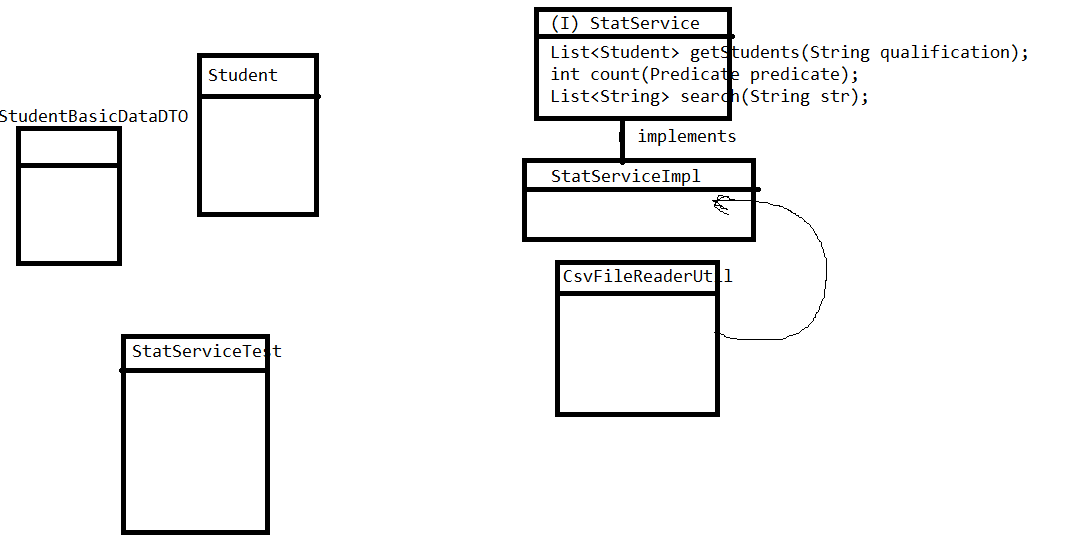 (I) StatService
List<Student> getStudents(String qualification);
int count(Predicate predicate);
List<String> search(String str);
Student
StudentBasicDataDTO
implements
StatServiceImpl
CsvFileReaderUtil
StatServiceTest